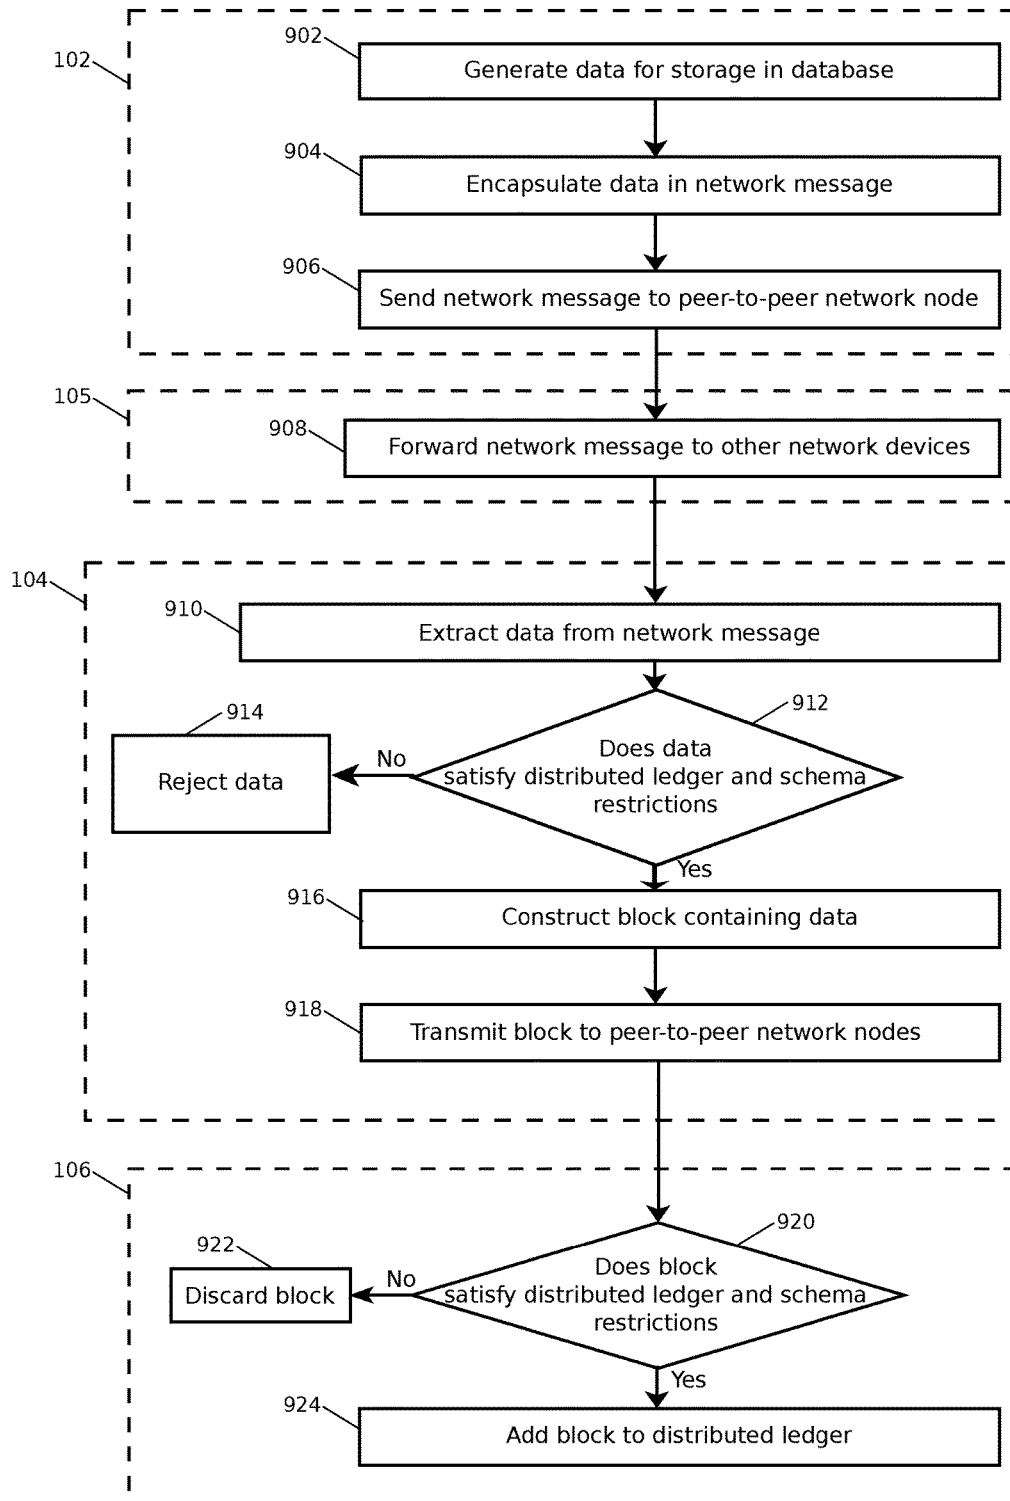 902
102
Generate data for storage in database
904
Encapsulate data in network message
906
Send network message to peer-to-peer network node
105
908
Forward network message to other network devices
104
910
Extract data from network message
912
914
Does data
satisfy distributed ledger and schema
restrictions
No
Reject data
Yes
916
Construct block containing data
918
Transmit block to peer-to-peer network nodes
106
920
922
Does block
satisfy distributed ledger and schema
restrictions
No
Discard block
Yes
924
Add block to distributed ledger